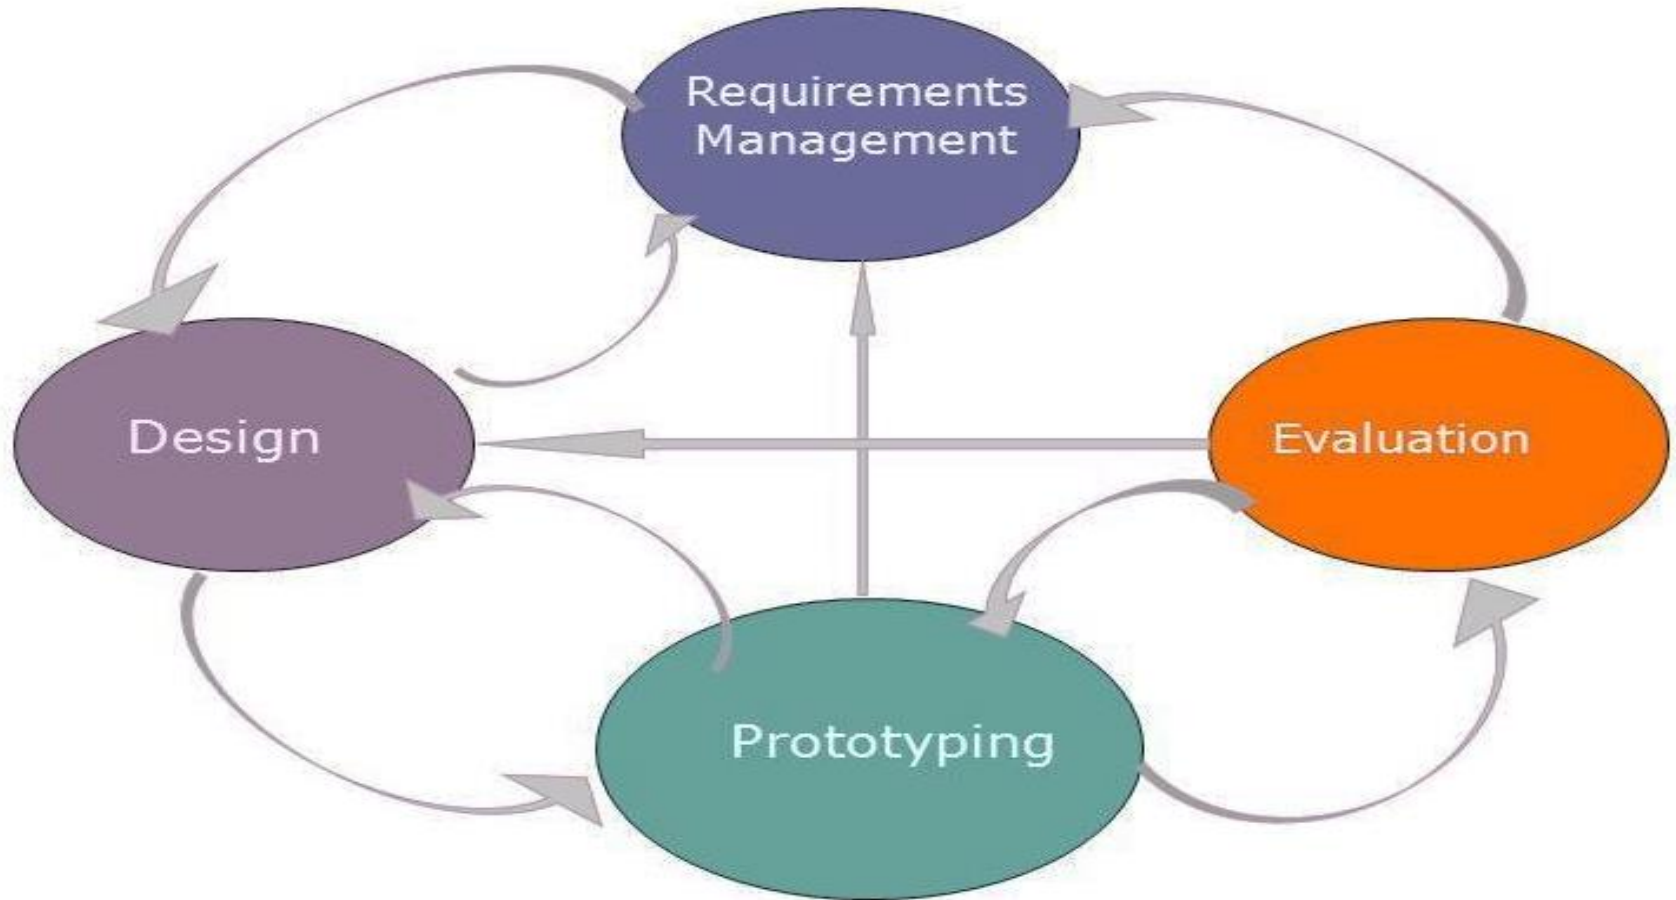 Requirements
Management
Design
Evaluation
Prototyping